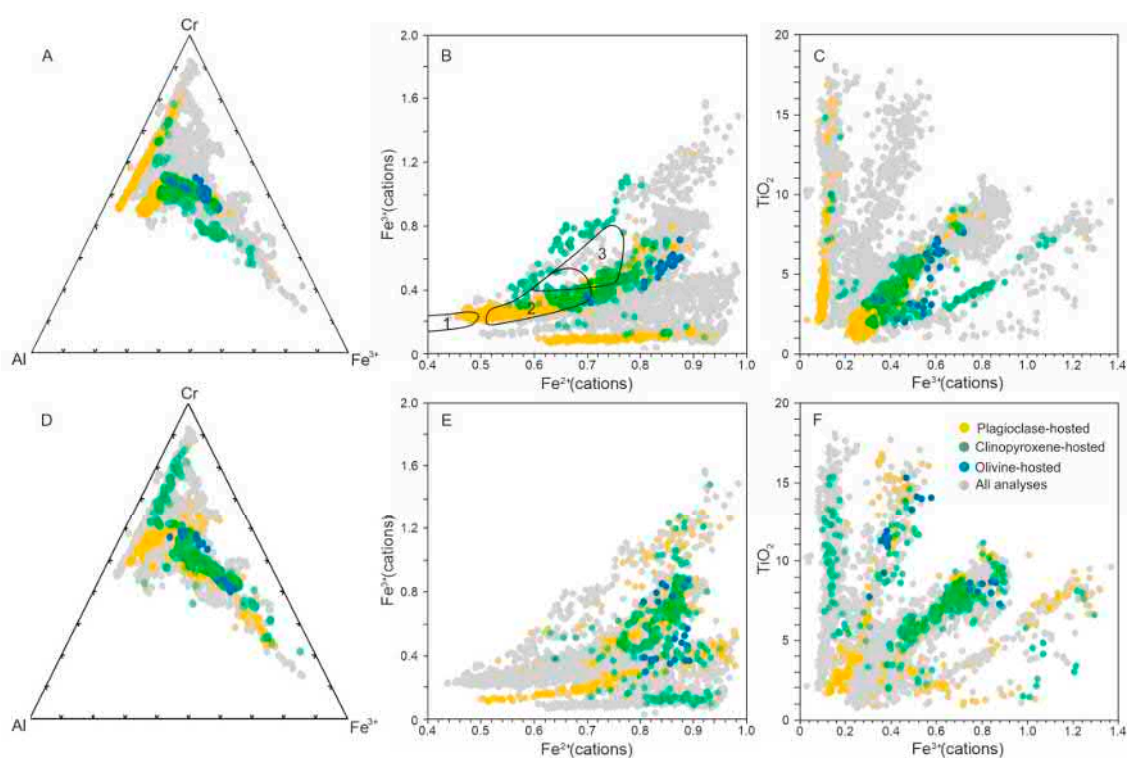 Cr
A
Al
Fe³⁺
B
2.0
1.6
1.2
0.8
0.4
0
Fe³⁺(cations)
1
2
3
0.4
0.5
0.6
0.7
0.8
0.9
1.0
Fe²⁺(cations)
C
20
15
10
5
0
TiO₂
0
0.2
0.4
0.6
0.8
1.0
1.2
1.4
Fe³⁺(cations)
Cr
D
Al
Fe³⁺
E
2.0
1.6
1.2
0.8
0.4
0
Fe³⁺(cations)
0.4
0.5
0.6
0.7
0.8
0.9
1.0
Fe²⁺(cations)
F
20
15
10
5
0
TiO₂
Plagioclase-hosted
Clinopyroxene-hosted
Olivine-hosted
All analyses
0
0.2
0.4
0.6
0.8
1.0
1.2
1.4
Fe³⁺(cations)